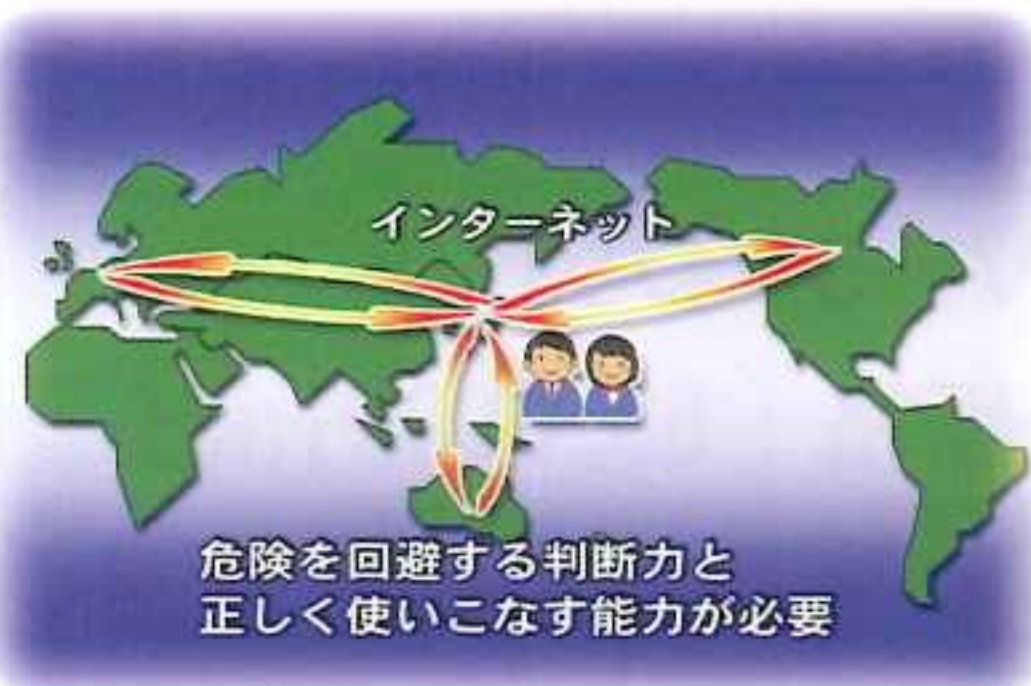 インターネット
危険を回避する判断力と
正しく使いこなす能力が必要